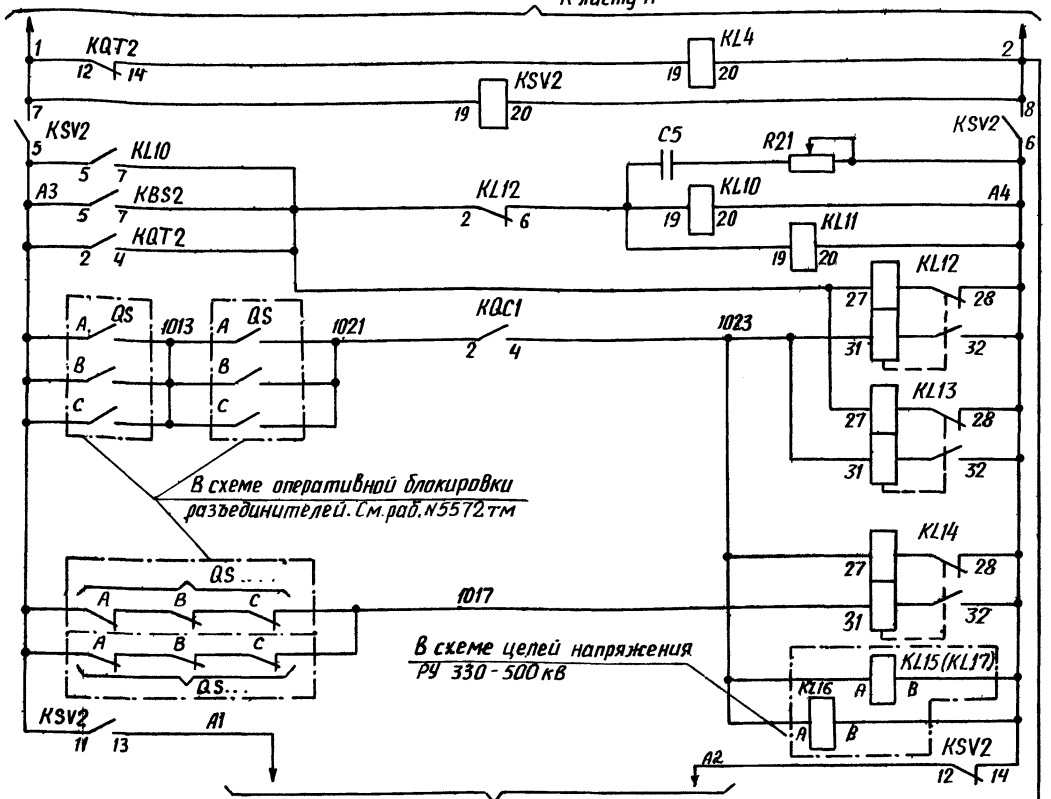 К листу 11
1 KQT2 KL4 2
12 14 19 20
7 KSV2 8
19 20
KSV2 C5 R21 KSV2
5 6
KL10
5 7
A3 KBS2 KL12 KL10 A4
5 7 2 6 19 20
KQT2 KL11
2 4 19 20
KL12
27 28
QS QS KQC1
A 1013 A 1021 1023
2 4 31 32
B B
C C KL13
27 28
31 32
В схеме оперативной блокировки
разъединителей. См. раб. N5572тм
KL14
27 28
QS....
A B C 1017
31 32
A B C
QS...
В схеме цепей напряжения
РУ 330-500 кВ
KL15(KL17)
A B
KL16
A B
KSV2 A1
11 13
A2 KSV2
12 14